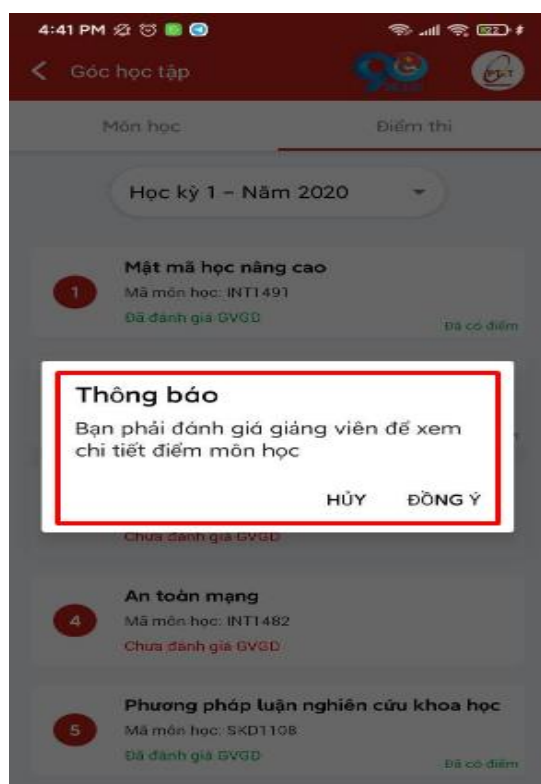 4:41 PM
Góc học tập
Môn học
Điểm thi
Học kỳ 1 – Năm 2020
Mật mã học nâng cao
1
Mã môn học: INT1491
Đã đánh giá GVGD
Đã có điểm
Thông báo
Bạn phải đánh giá giảng viên để xem
chi tiết điểm môn học
HỦY
ĐỒNG Ý
Chưa đánh giá GVGD
An toàn mạng
4
Mã môn học: INT1482
Chưa đánh giá GVGD
Phương pháp luận nghiên cứu khoa học
5
Mã môn học: SKD1108
Đã đánh giá GVGD
Đã có điểm